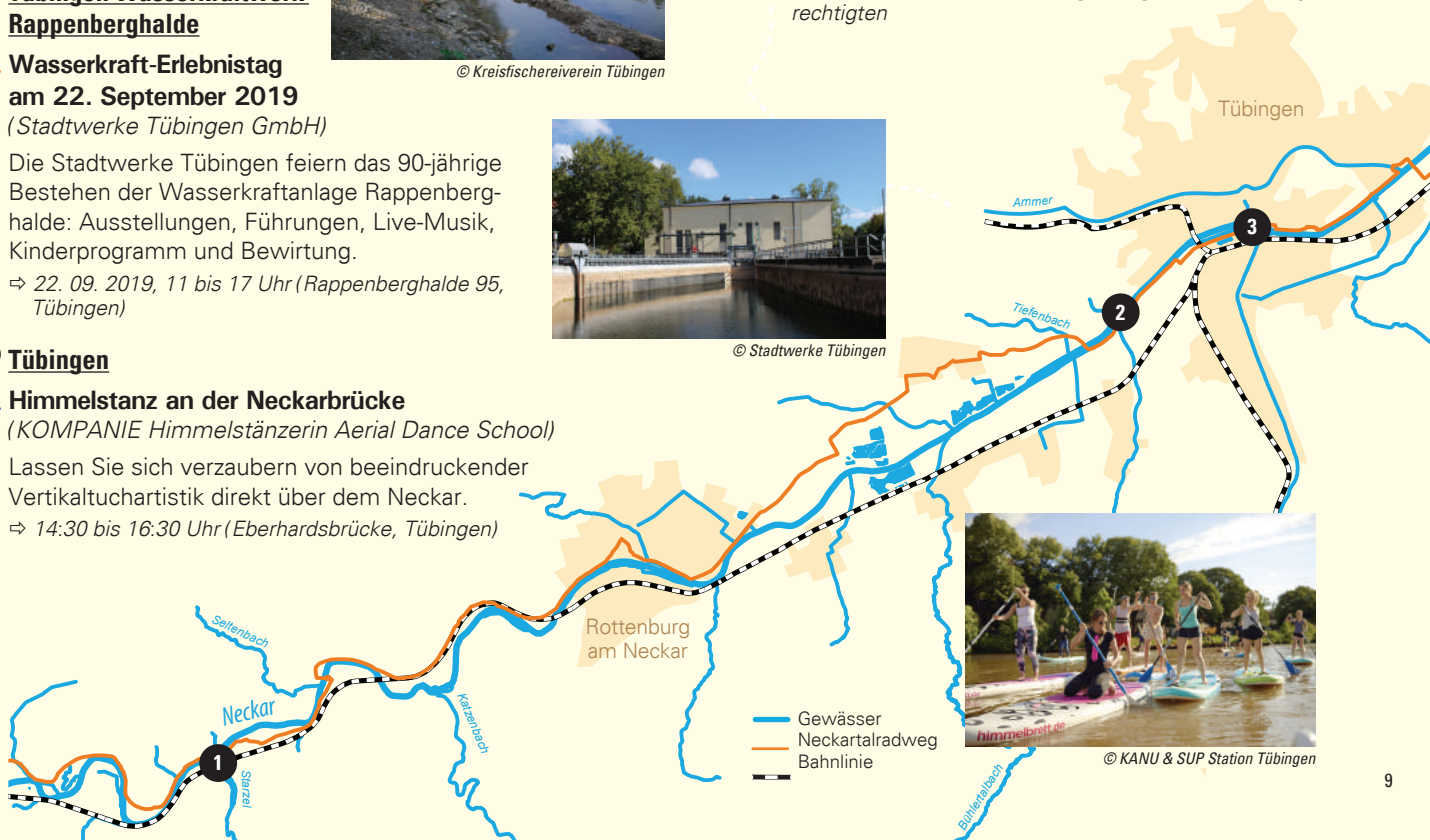 Tübingen Wasserkraftwerk
Rappenberghalde
Wasserkraft-Erlebnistag
am 22. September 2019
(Stadtwerke Tübingen GmbH)
Die Stadtwerke Tübingen feiern das 90-jährige
Bestehen der Wasserkraftanlage Rappenberg-
halde: Ausstellungen, Führungen, Live-Musik,
Kinderprogramm und Bewirtung.
⇨ 22. 09. 2019, 11 bis 17 Uhr (Rappenberghalde 95,
Tübingen)
Tübingen
Himmelstanz an der Neckarbrücke
(KOMPANIE Himmelstänzerin Aerial Dance School)
Lassen Sie sich verzaubern von beeindruckender
Vertikaltuchartistik direkt über dem Neckar.
⇨ 14:30 bis 16:30 Uhr (Eberhardsbrücke, Tübingen)
© Kreisfischereiverein Tübingen
rechtigten
© Stadtwerke Tübingen
Tübingen
Ammer
3
2
Tiefenbach
Rottenburg
am Neckar
Seltenbach
Neckar
Katzenbach
1
Starzel
Bühlertalbach
Gewässer
Neckartalradweg
Bahnlinie
himmelbrett.de
© KANU & SUP Station Tübingen
9